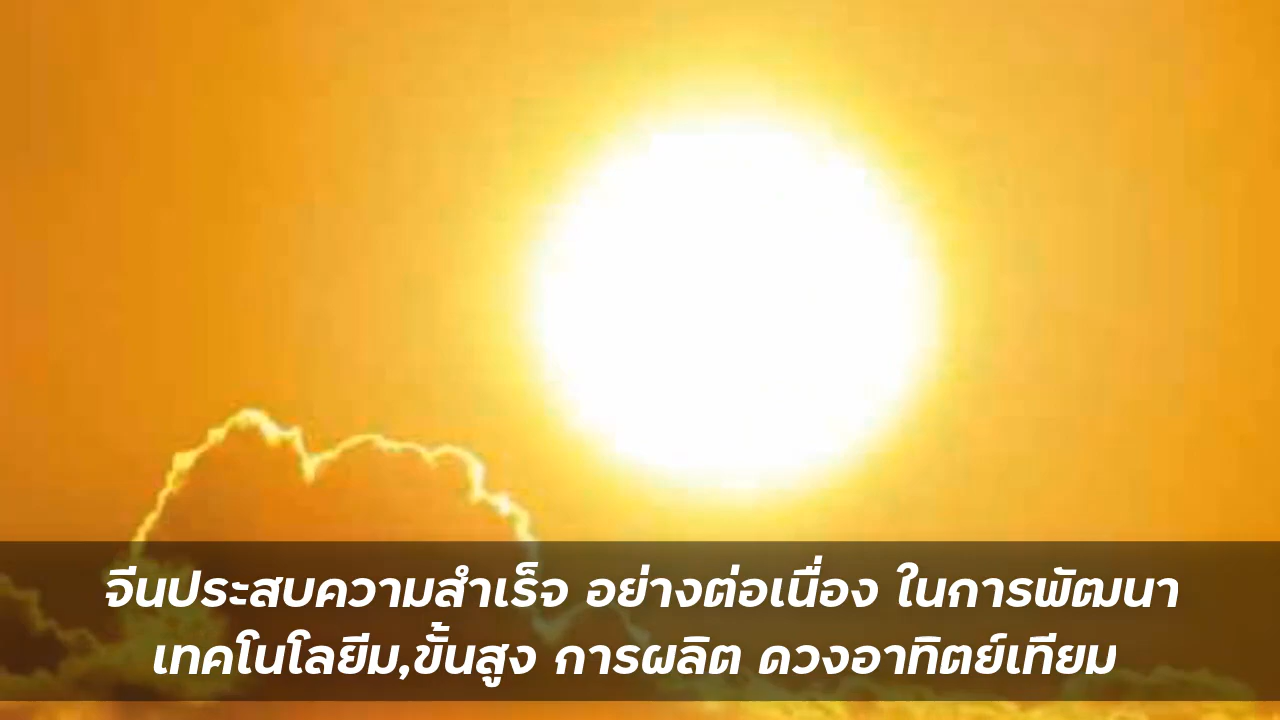 จีนประสบความสำเร็จ อย่างต่อเนื่อง ในการพัฒนา
เทคโนโลยีม,ขั้นสูง การผลิต ดวงอาทิตย์เทียม